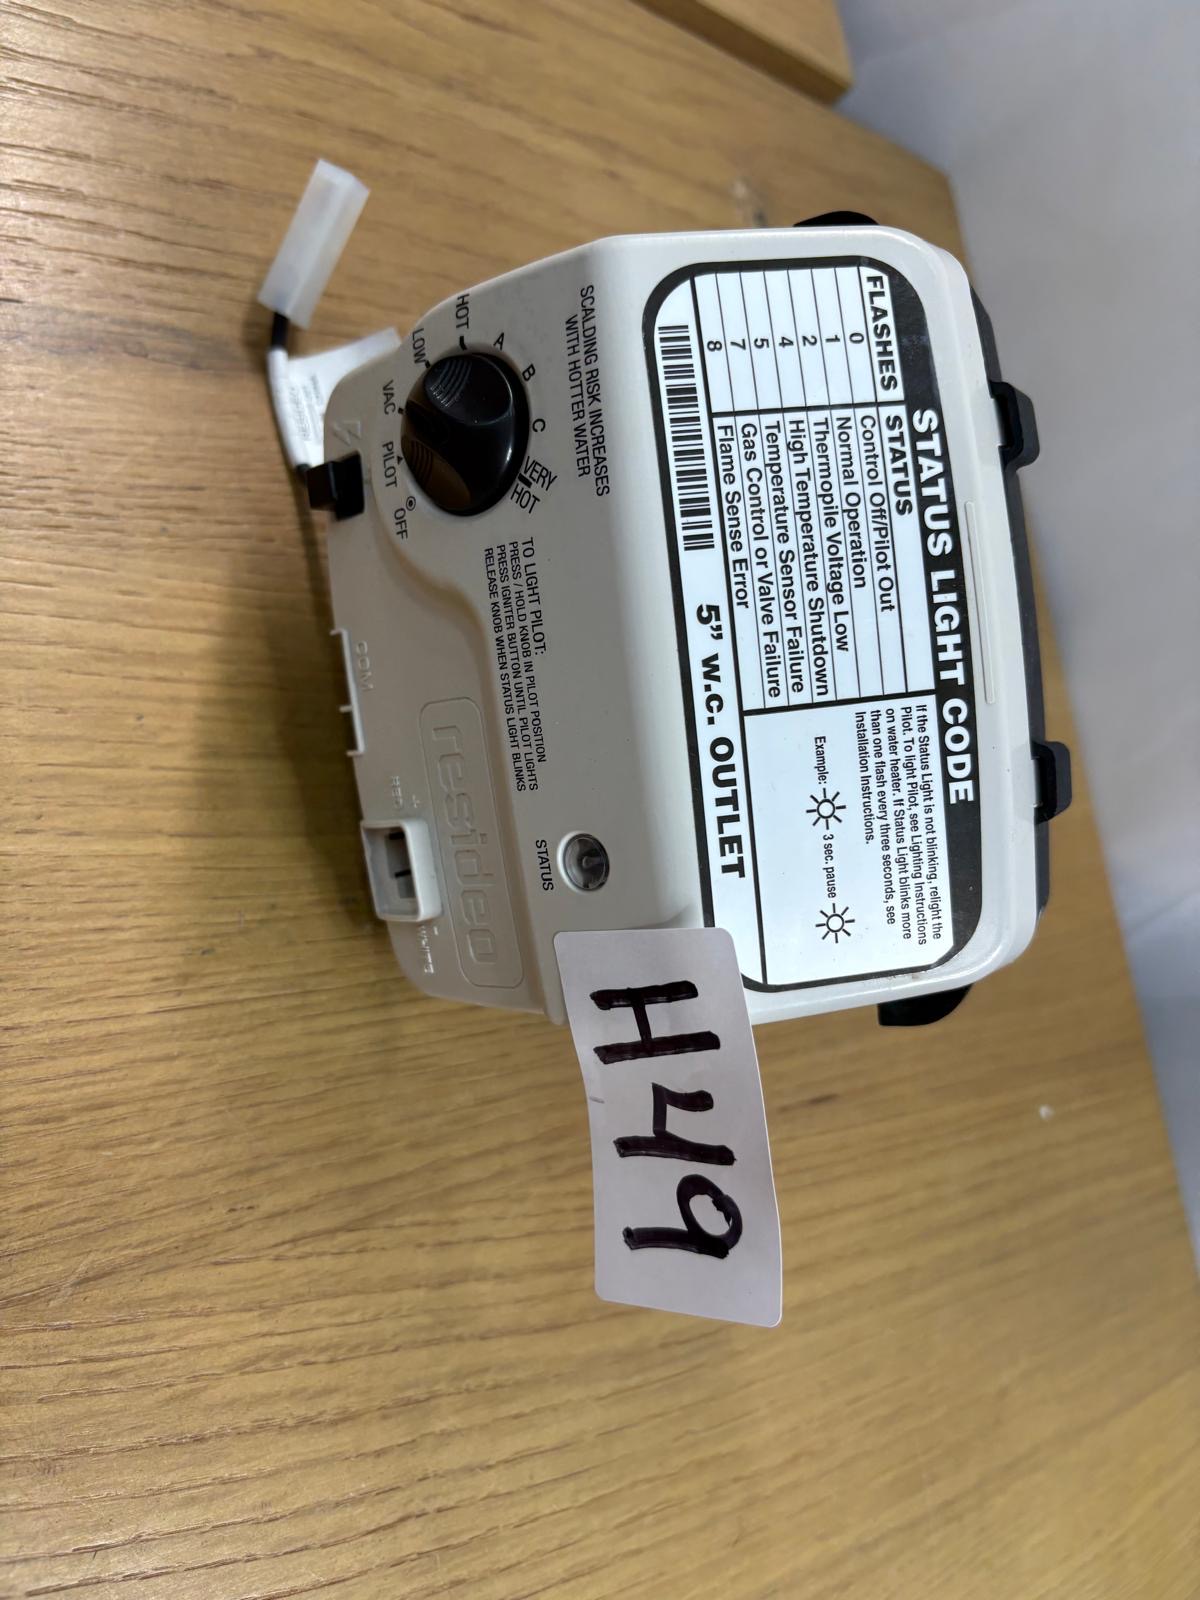 STATUS LIGHT CODE
FLASHES STATUS
0 Control Off/Pilot Out
1 Normal Operation
2 Thermopile Voltage Low
4 High Temperature Shutdown
5 Temperature Sensor Failure
7 Gas Control or Valve Failure
8 Flame Sense Error
If the Status Light is not blinking, relight the
Pilot. To light Pilot, see Lighting Instructions
on water heater. If Status Light blinks more
than one flash every three seconds, see
Installation Instructions.
Example: 3 sec. pause
5” w.c. OUTLET
SCALDING RISK INCREASES
WITH HOTTER WATER
HOT
A
B
C
VERY
HOT
LOW
VAC
PILOT
OFF
TO LIGHT PILOT:
PRESS / HOLD KNOB IN PILOT POSITION
PRESS IGNITER BUTTON UNTIL PILOT LIGHTS
RELEASE KNOB WHEN STATUS LIGHT BLINKS
STATUS
resideo
COM
RED +
- WHITE
H49